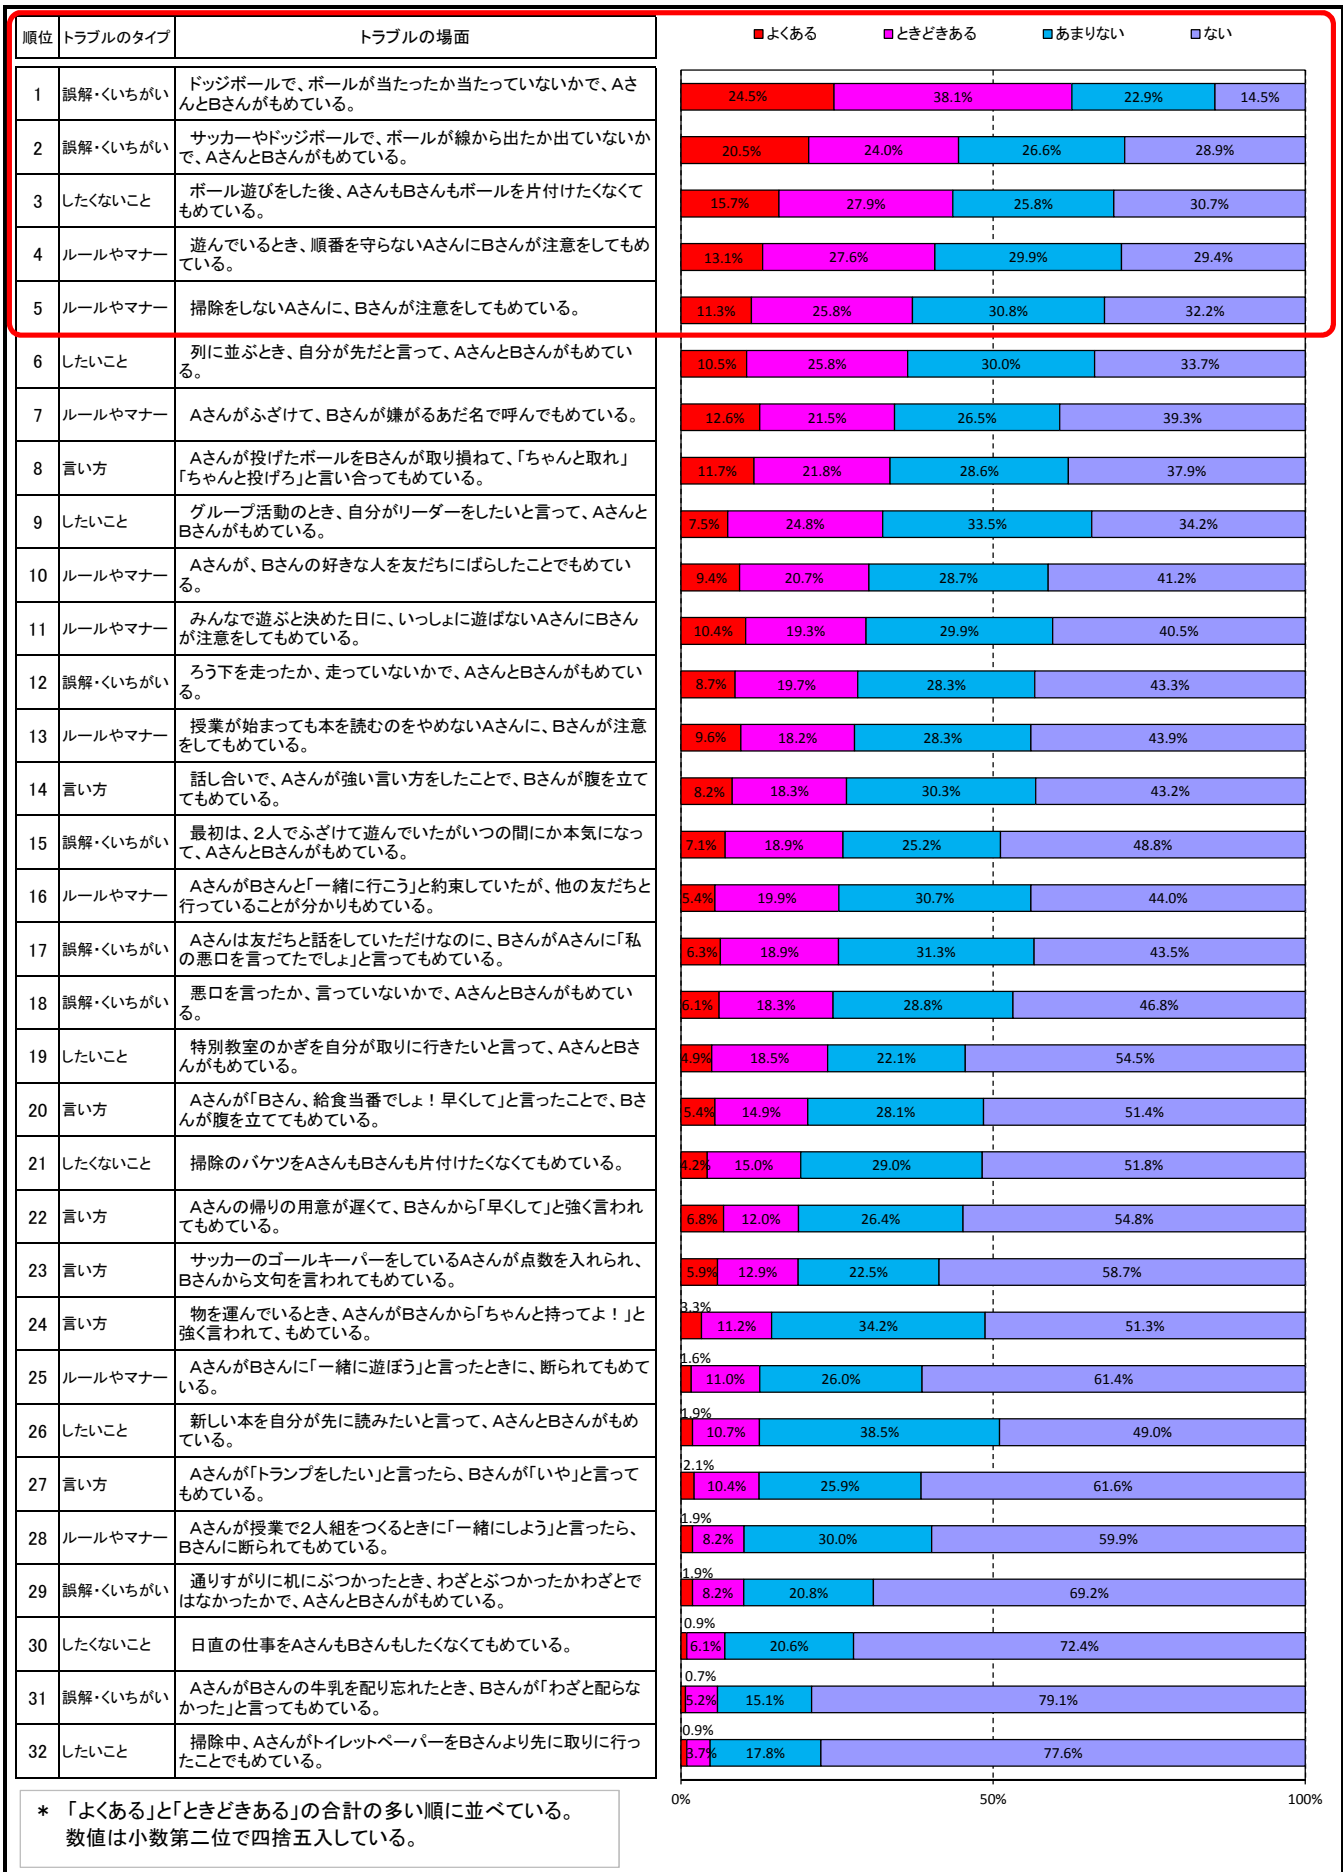 順位 トラブルのタイプ トラブルの場面 ■よくある ■ときどきある ■あまりない □ない
1 誤解・くいちがい ドッジボールで、ボールが当たったか当たっていないかで、Aさ
んとBさんがもめている。
24.5% 38.1% 22.9% 14.5%
2 誤解・くいちがい サッカーやドッジボールで、ボールが線から出たか出ていないか
で、AさんとBさんがもめている。
20.5% 24.0% 26.6% 28.9%
3 したくないこと ボール遊びをした後、AさんもBさんもボールを片付けたくなくて
もめている。
15.7% 27.9% 25.8% 30.7%
4 ルールやマナー 遊んでいるとき、順番を守らないAさんにBさんが注意をしてもめ
ている。
13.1% 27.6% 29.9% 29.4%
5 ルールやマナー 掃除をしないAさんに、Bさんが注意をしてもめている。
11.3% 25.8% 30.8% 32.2%
6 したいこと 列に並ぶとき、自分が先だと言って、AさんとBさんがもめてい
る。
10.5% 25.8% 30.0% 33.7%
7 ルールやマナー Aさんがふざけて、Bさんが嫌がるあだ名で呼んでもめている。
12.6% 21.5% 26.5% 39.3%
8 言い方 Aさんが投げたボールをBさんが取り損ねて、「ちゃんと取れ」
「ちゃんと投げろ」と言い合ってもめている。
11.7% 21.8% 28.6% 37.9%
9 したいこと グループ活動のとき、自分がリーダーをしたいと言って、Aさんと
Bさんがもめている。
7.5% 24.8% 33.5% 34.2%
10 ルールやマナー Aさんが、Bさんの好きな人を友だちにばらしたことでもめてい
る。
9.4% 20.7% 28.7% 41.2%
11 ルールやマナー みんなで遊ぶと決めた日に、いっしょに遊ばないAさんにBさん
が注意をしてもめている。
10.4% 19.3% 29.9% 40.5%
12 誤解・くいちがい ろう下を走ったか、走っていないかで、AさんとBさんがもめてい
る。
8.7% 19.7% 28.3% 43.3%
13 ルールやマナー 授業が始まっても本を読むのをやめないAさんに、Bさんが注意
をしてもめている。
9.6% 18.2% 28.3% 43.9%
14 言い方 話し合いで、Aさんが強い言い方をしたことで、Bさんが腹を立て
てもめている。
8.2% 18.3% 30.3% 43.2%
15 誤解・くいちがい 最初は、2人でふざけて遊んでいたがいつの間にか本気になっ
て、AさんとBさんがもめている。
7.1% 18.9% 25.2% 48.8%
16 ルールやマナー AさんがBさんと「一緒に行こう」と約束していたが、他の友だちと
行っていることが分かりもめている。
5.4% 19.9% 30.7% 44.0%
17 誤解・くいちがい Aさんは友だちと話をしていただけなのに、BさんがAさんに「私
の悪口を言ってたでしょ」と言ってもめている。
6.3% 18.9% 31.3% 43.5%
18 誤解・くいちがい 悪口を言ったか、言っていないかで、AさんとBさんがもめてい
る。
6.1% 18.3% 28.8% 46.8%
19 したいこと 特別教室のかぎを自分が取りに行きたいと言って、AさんとBさ
んがもめている。
4.9% 18.5% 22.1% 54.5%
20 言い方 Aさんが「Bさん、給食当番でしょ！早くして」と言ったことで、Bさ
んが腹を立ててもめている。
5.4% 14.9% 28.1% 51.4%
21 したくないこと 掃除のバケツをAさんもBさんも片付けたくなくてもめている。
4.2% 15.0% 29.0% 51.8%
22 言い方 Aさんの帰りの用意が遅くて、Bさんから「早くして」と強く言われ
てもめている。
6.8% 12.0% 26.4% 54.8%
23 言い方 サッカーのゴールキーパーをしているAさんが点数を入れられ、
Bさんから文句を言われてもめている。
5.9% 12.9% 22.5% 58.7%
24 言い方 物を運んでいるとき、AさんがBさんから「ちゃんと持ってよ！」と
強く言われて、もめている。
3.3% 11.2% 34.2% 51.3%
25 ルールやマナー AさんがBさんに「一緒に遊ぼう」と言ったときに、断られてもめて
いる。
1.6% 11.0% 26.0% 61.4%
26 したいこと 新しい本を自分が先に読みたいと言って、AさんとBさんがもめ
ている。
1.9% 10.7% 38.5% 49.0%
27 言い方 Aさんが「トランプをしたい」と言ったら、Bさんが「いや」と言って
もめている。
2.1% 10.4% 25.9% 61.6%
28 ルールやマナー Aさんが授業で2人組をつくるときに「一緒にしよう」と言ったら、
Bさんに断られてもめている。
1.9% 8.2% 30.0% 59.9%
29 誤解・くいちがい 通りすがりに机にぶつかったとき、わざとぶつかったかわざとで
はなかったかで、AさんとBさんがもめている。
1.9% 8.2% 20.8% 69.2%
30 したくないこと 日直の仕事をAさんもBさんもしたくなくてもめている。
0.9% 6.1% 20.6% 72.4%
31 誤解・くいちがい AさんがBさんの牛乳を配り忘れたとき、Bさんが「わざと配らな
かった」と言ってもめている。
0.7% 5.2% 15.1% 79.1%
32 したいこと 掃除中、AさんがトイレットペーパーをBさんより先に取りに行っ
たことでもめている。
0.9% 3.7% 17.8% 77.6%
0% 50% 100%
* 「よくある」と「ときどきある」の合計の多い順に並べている。
数値は小数第二位で四捨五入している。